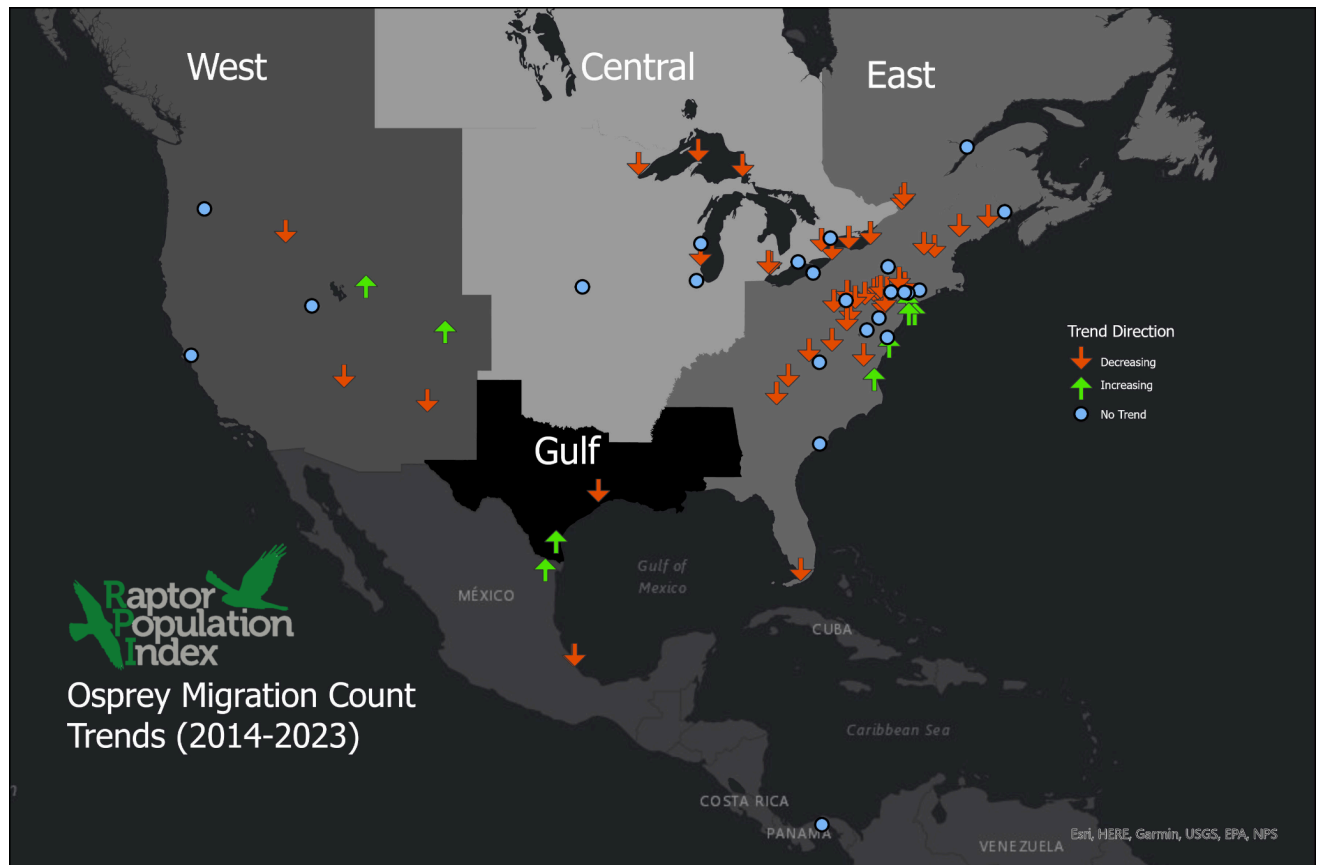 West
Central
East
Trend Direction
Decreasing
Increasing
No Trend
Gulf
Gulf of
Mexico
MÉXICO
CUBA
Raptor
Population
Index
Osprey Migration Count
Trends (2014-2023)
Caribbean Sea
COSTA RICA
PANAMÁ
VENEZUELA
Esri, HERE, Garmin, USGS, EPA, NPS